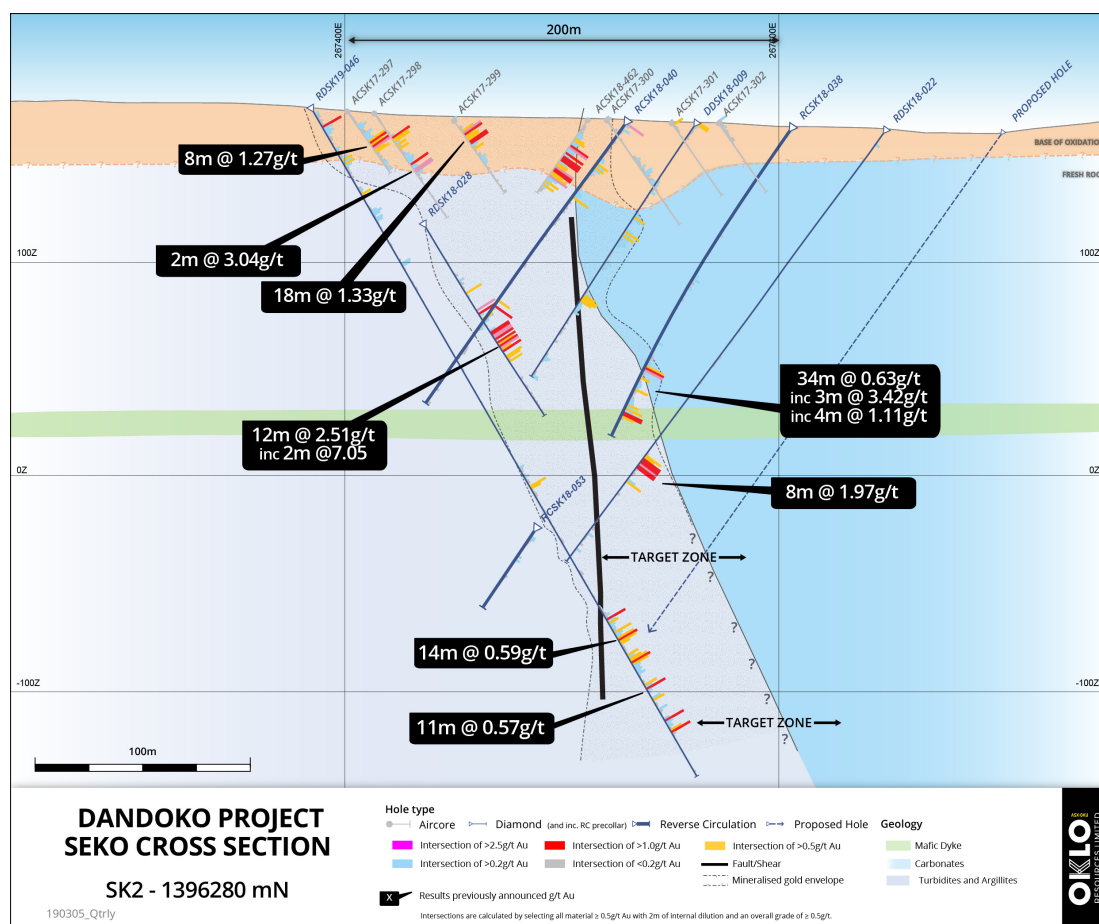 200m
267400E
267600E
RDSK19-046
ACSK17-297
ACSK17-298
ACSK17-299
ACSK18-462
ACSK17-300
RCSK18-040
ACSK17-301
DDSK18-009
ACSK17-302
RCSK18-038
RDSK18-022
PROPOSED HOLE
BASE OF OXIDATIO
FRESH ROC
8m @ 1.27g/t
RDSK18-028
2m @ 3.04g/t
18m @ 1.33g/t
100Z
100Z
34m @ 0.63g/t
inc 3m @ 3.42g/t
inc 4m @ 1.11g/t
12m @ 2.51g/t
inc 2m @7.05
0Z
0Z
8m @ 1.97g/t
RCSK18-053
TARGET ZONE
?
?
?
?
?
?
14m @ 0.59g/t
-100Z
-100Z
11m @ 0.57g/t
TARGET ZONE
100m
DANDOKO PROJECT
SEKO CROSS SECTION
SK2 - 1396280 mN
190305_Qtrly
Hole type
Aircore
Diamond (and inc. RC precollar)
Reverse Circulation
Proposed Hole
Intersection of >2.5g/t Au
Intersection of >1.0g/t Au
Intersection of >0.5g/t Au
Intersection of >0.2g/t Au
Intersection of <0.2g/t Au
Fault/Shear
Mineralised gold envelope
X
Results previously announced g/t Au
Intersections are calculated by selecting all material ≥ 0.5g/t Au with 2m of internal dilution and an overall grade of ≥ 0.5g/t.
Geology
Mafic Dyke
Carbonates
Turbidites and Argillites
ASX:OKU
OKLO
RESOURCES LIMITED